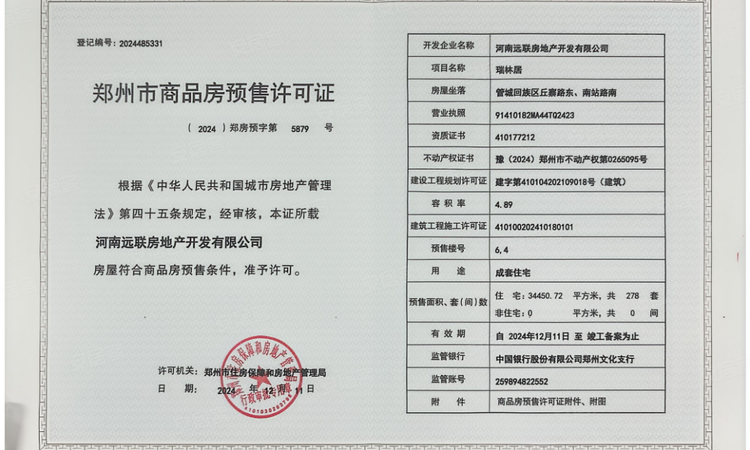 登记编号: 2024485331
郑州市商品房预售许可证
（ 2024 ）郑房预字第 5879 号
根据《中华人民共和国城市房地产管理
法》第四十五条规定，经审核，本证所载
河南远联房地产开发有限公司
房屋符合商品房预售条件，准予许可。
许可机关: 郑州市住房保障和房地产管理局
日 期: 2024 年 12 月 11 日
行政审批专用章
开发企业名称 河南远联房地产开发有限公司
项目名称 瑞林居
房屋坐落 管城回族区丘寨路东、南站路南
营业执照 91410182MA44TQ2423
资质证书 410177212
不动产权证书 豫（2024）郑州市不动产权第0265095号
建设工程规划许可证 建字第410104202109018号（建筑）
容 积 率 4.89
建筑工程施工许可证 410100202410180101
预售楼号 6,4
用 途 成套住宅
预售面积、套(间)数 住 宅: 34450.72 平方米，共 278 套
非住宅: 0 平方米，共 0 间
有 效 期 自 2024年12月11日 至 竣工备案为止
监管银行 中国银行股份有限公司郑州文化支行
监管账号 259894822552
附 件 商品房预售许可证附件、附图